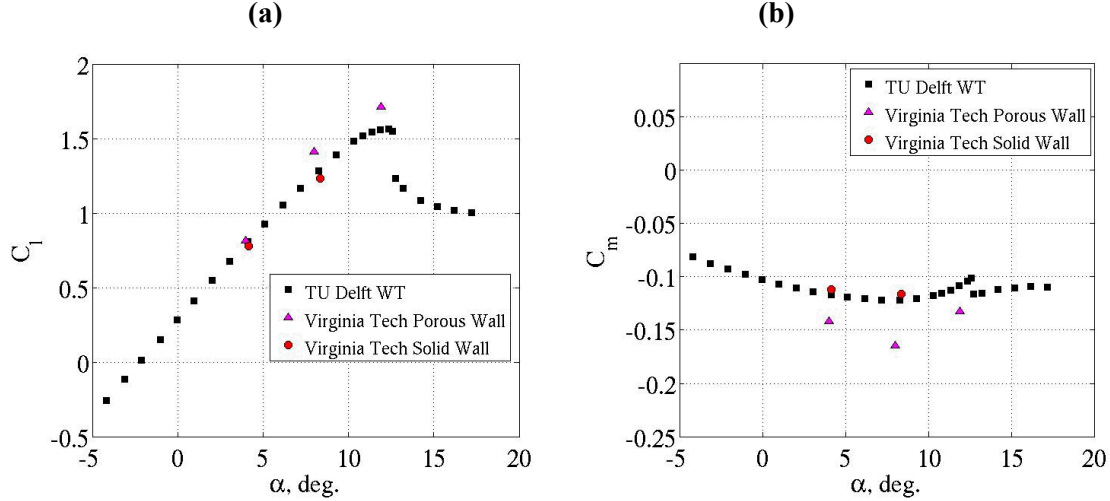 (a)
2
1.5
1
0.5
0
-0.5
C_l
-5 0 5 10 15 20
α, deg.
TU Delft WT
Virginia Tech Porous Wall
Virginia Tech Solid Wall
(b)
0.05
0
-0.05
-0.1
-0.15
-0.2
-0.25
C_m
-5 0 5 10 15 20
α, deg.
TU Delft WT
Virginia Tech Porous Wall
Virginia Tech Solid Wall